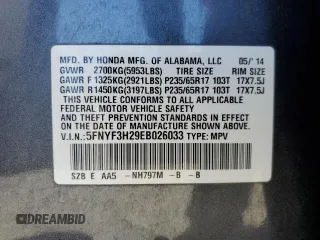 MFD. BY HONDA MFG. OF ALABAMA, LLC 05/'14
GVWR 2700KG(5953LBS) TIRE SIZE RIM SIZE
GAWR F 1325KG(2921LBS) P235/65R17 103T 17X7.5J
GAWR R1450KG(3197LBS) P235/65R17 103T 17X7.5J
THIS VEHICLE CONFORMS TO ALL APPLICABLE
FEDERAL MOTOR VEHICLE SAFETY AND
THEFT PREVENTION STANDARDS IN EFFECT ON
THE DATE OF MANUFACTURE SHOWN ABOVE.
V.I.N.:5FNYF3H29EB026033 TYPE: MPV
SZB E AA5 -NH797M -B -B
DREAMBID